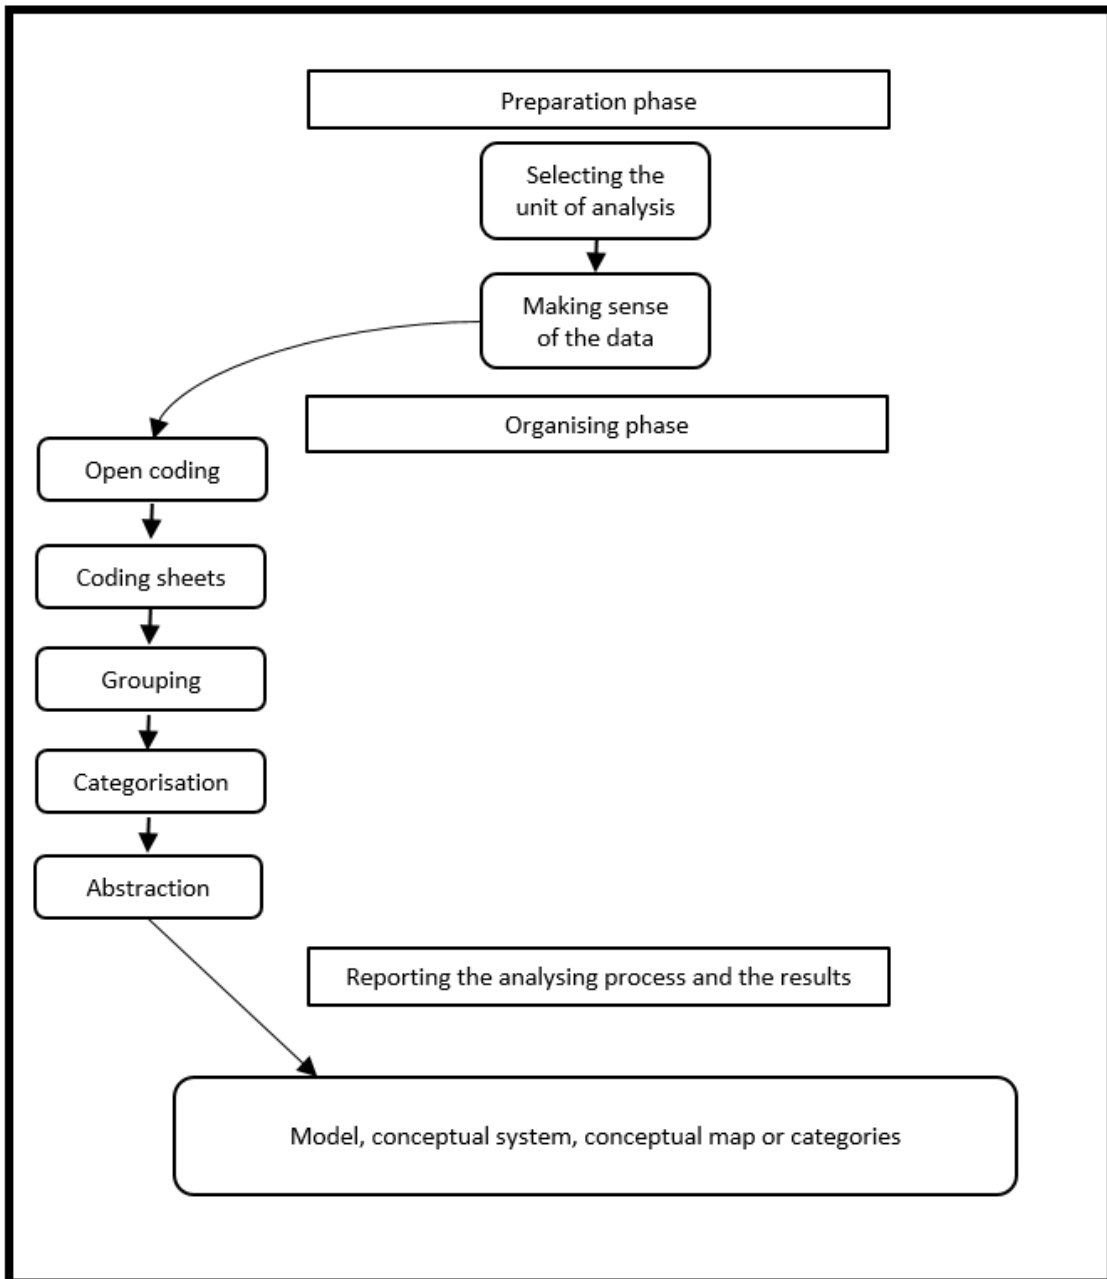 Preparation phase
Selecting the
unit of analysis
Making sense
of the data
Organising phase
Open coding
Coding sheets
Grouping
Categorisation
Abstraction
Reporting the analysing process and the results
Model, conceptual system, conceptual map or categories